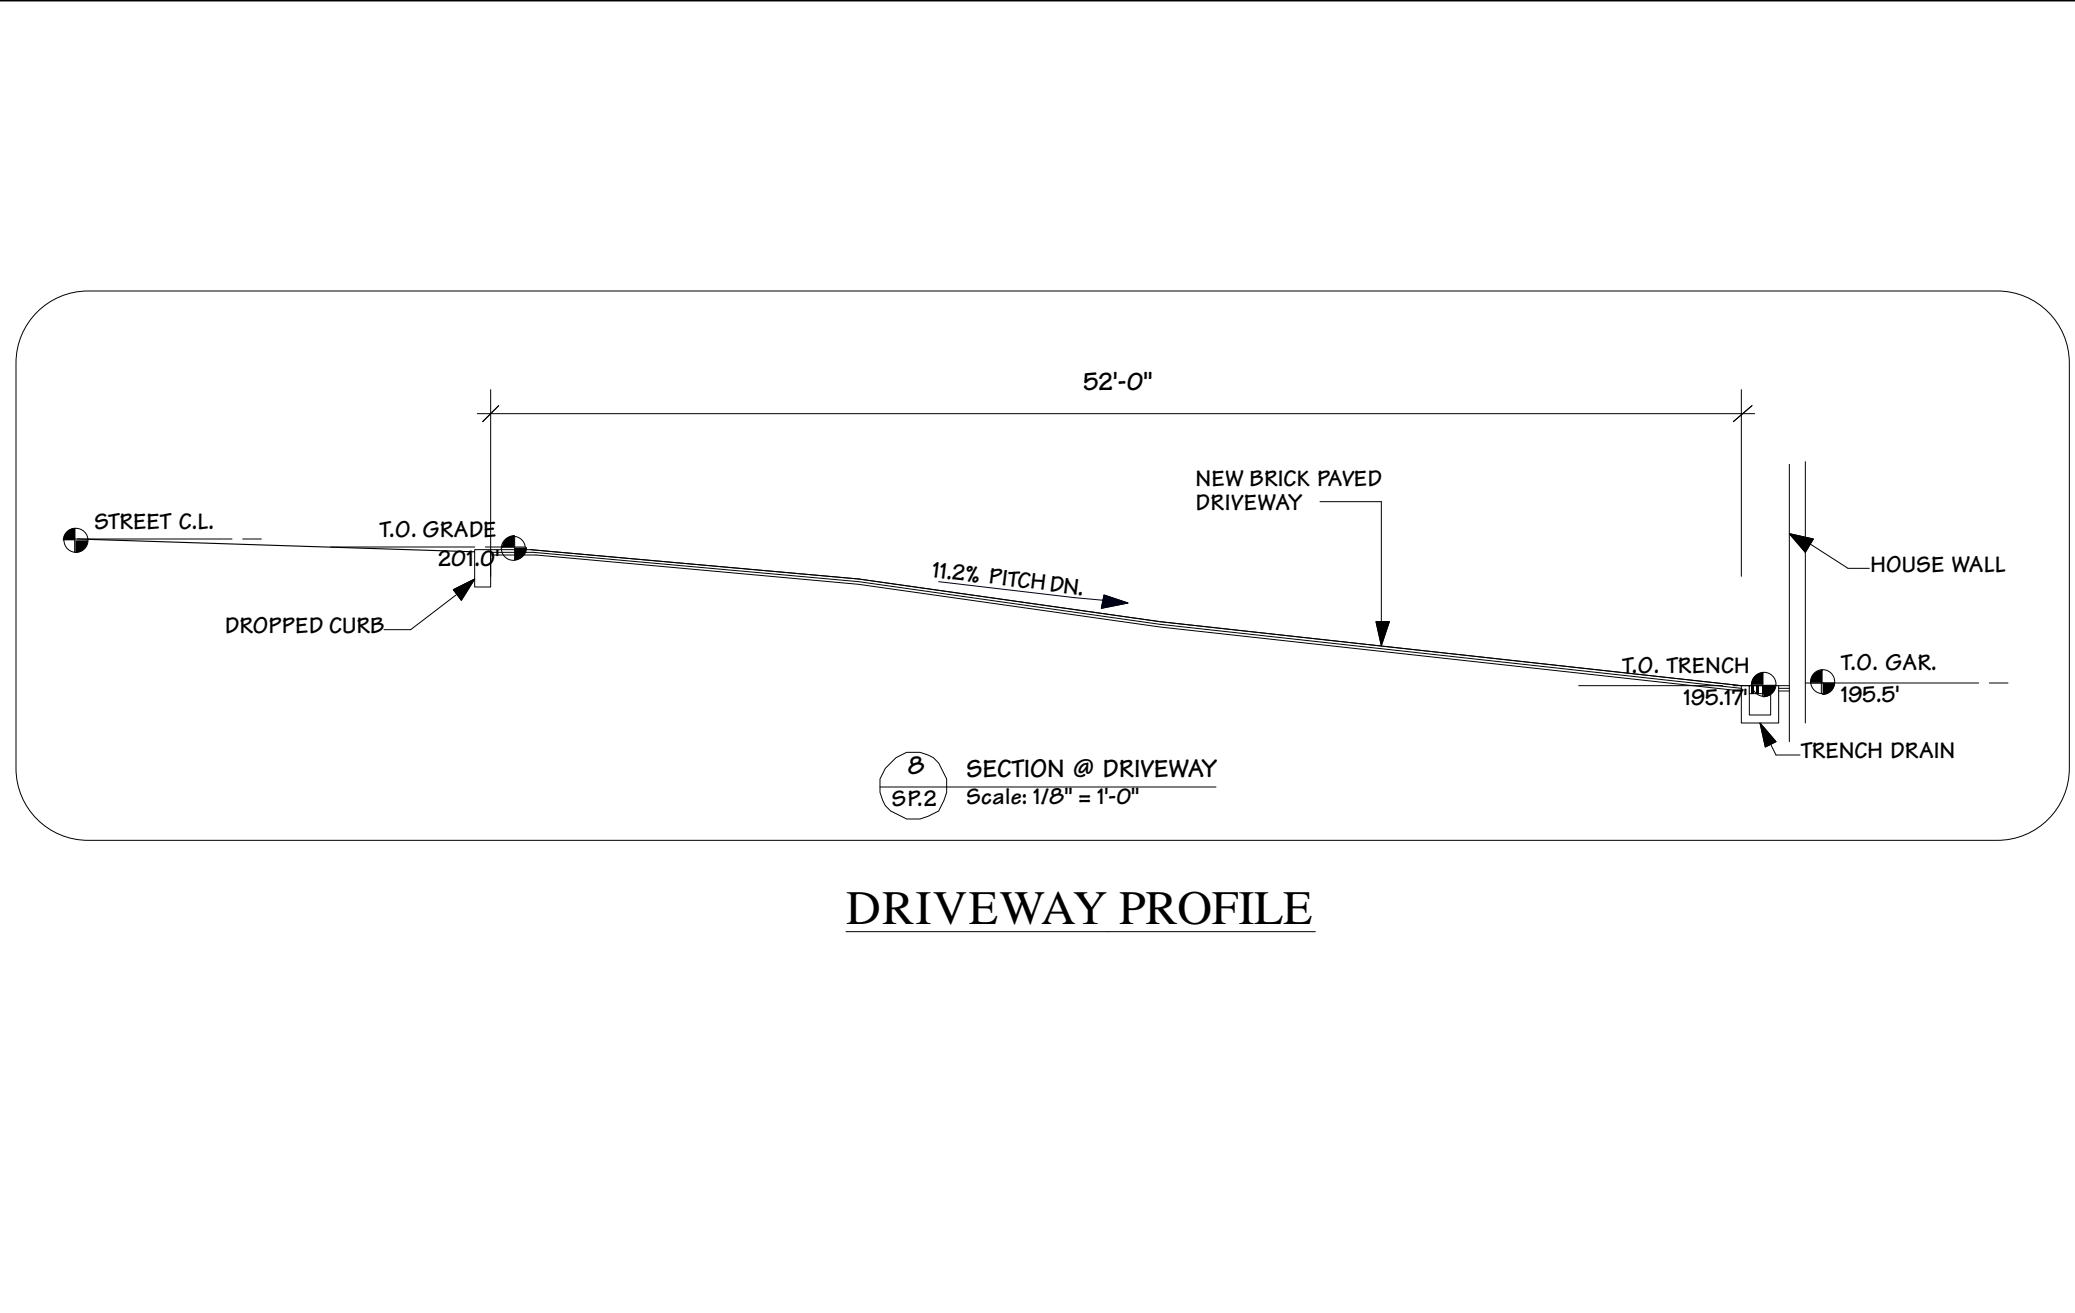 52'-0"
NEW BRICK PAVED
DRIVEWAY
STREET C.L.
T.O. GRADE
201.0'
HOUSE WALL
11.2% PITCH DN.
DROPPED CURB
T.O. TRENCH
195.17'
T.O. GAR.
195.5'
TRENCH DRAIN
8
SP.2
SECTION @ DRIVEWAY
Scale: 1/8" = 1'-0"
DRIVEWAY PROFILE